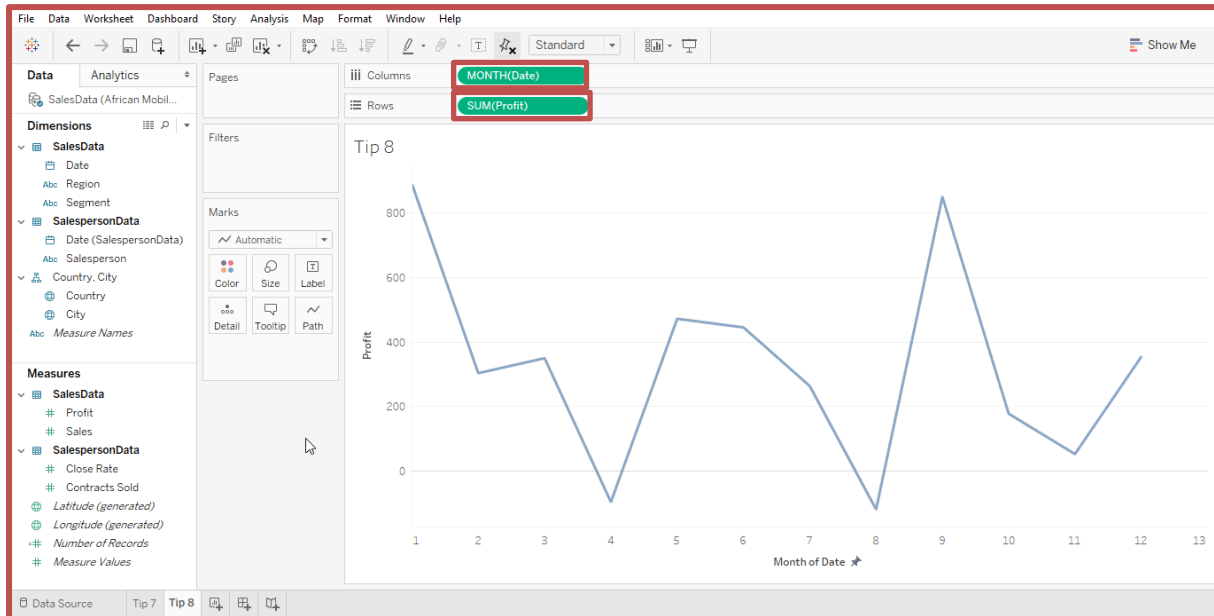 File Data Worksheet Dashboard Story Analysis Map Format Window Help
Standard
Show Me
Data Analytics
SalesData (African Mobil...
Dimensions
SalesData
Date
Abc Region
Abc Segment
SalespersonData
Date (SalespersonData)
Abc Salesperson
Country, City
Country
City
Abc Measure Names
Measures
SalesData
# Profit
# Sales
SalespersonData
# Close Rate
# Contracts Sold
Latitude (generated)
Longitude (generated)
=# Number of Records
# Measure Values
Pages
Filters
Marks
Automatic
Color Size Label
Detail Tooltip Path
Columns MONTH(Date)
Rows SUM(Profit)
Tip 8
Profit
800
600
400
200
0
1 2 3 4 5 6 7 8 9 10 11 12 13
Month of Date
Data Source Tip 7 Tip 8